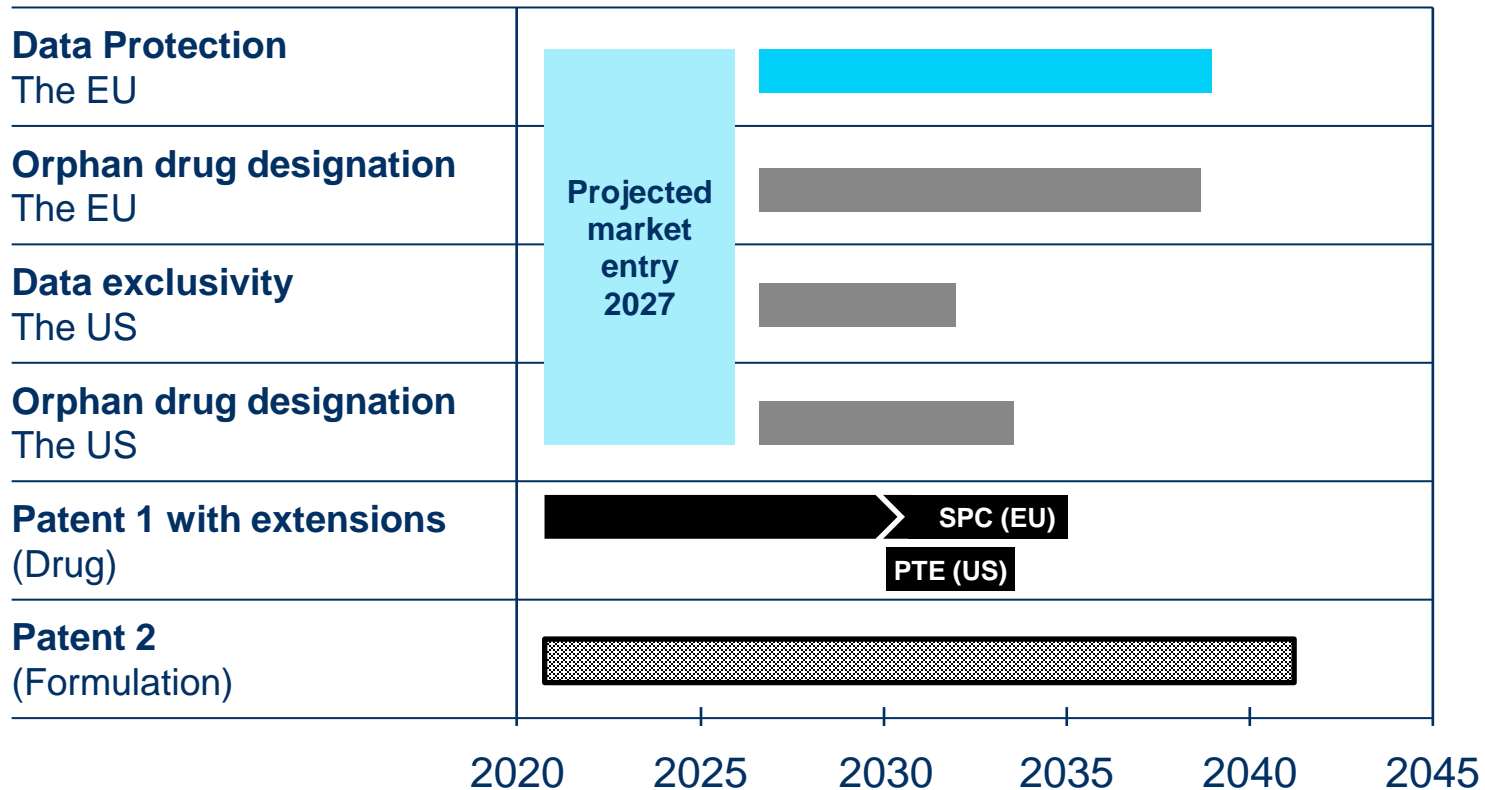 Data Protection
The EU
Orphan drug designation
The EU
Projected
market
entry
2027
Data exclusivity
The US
Orphan drug designation
The US
Patent 1 with extensions
(Drug)
SPC (EU)
PTE (US)
Patent 2
(Formulation)
2020 2025 2030 2035 2040 2045